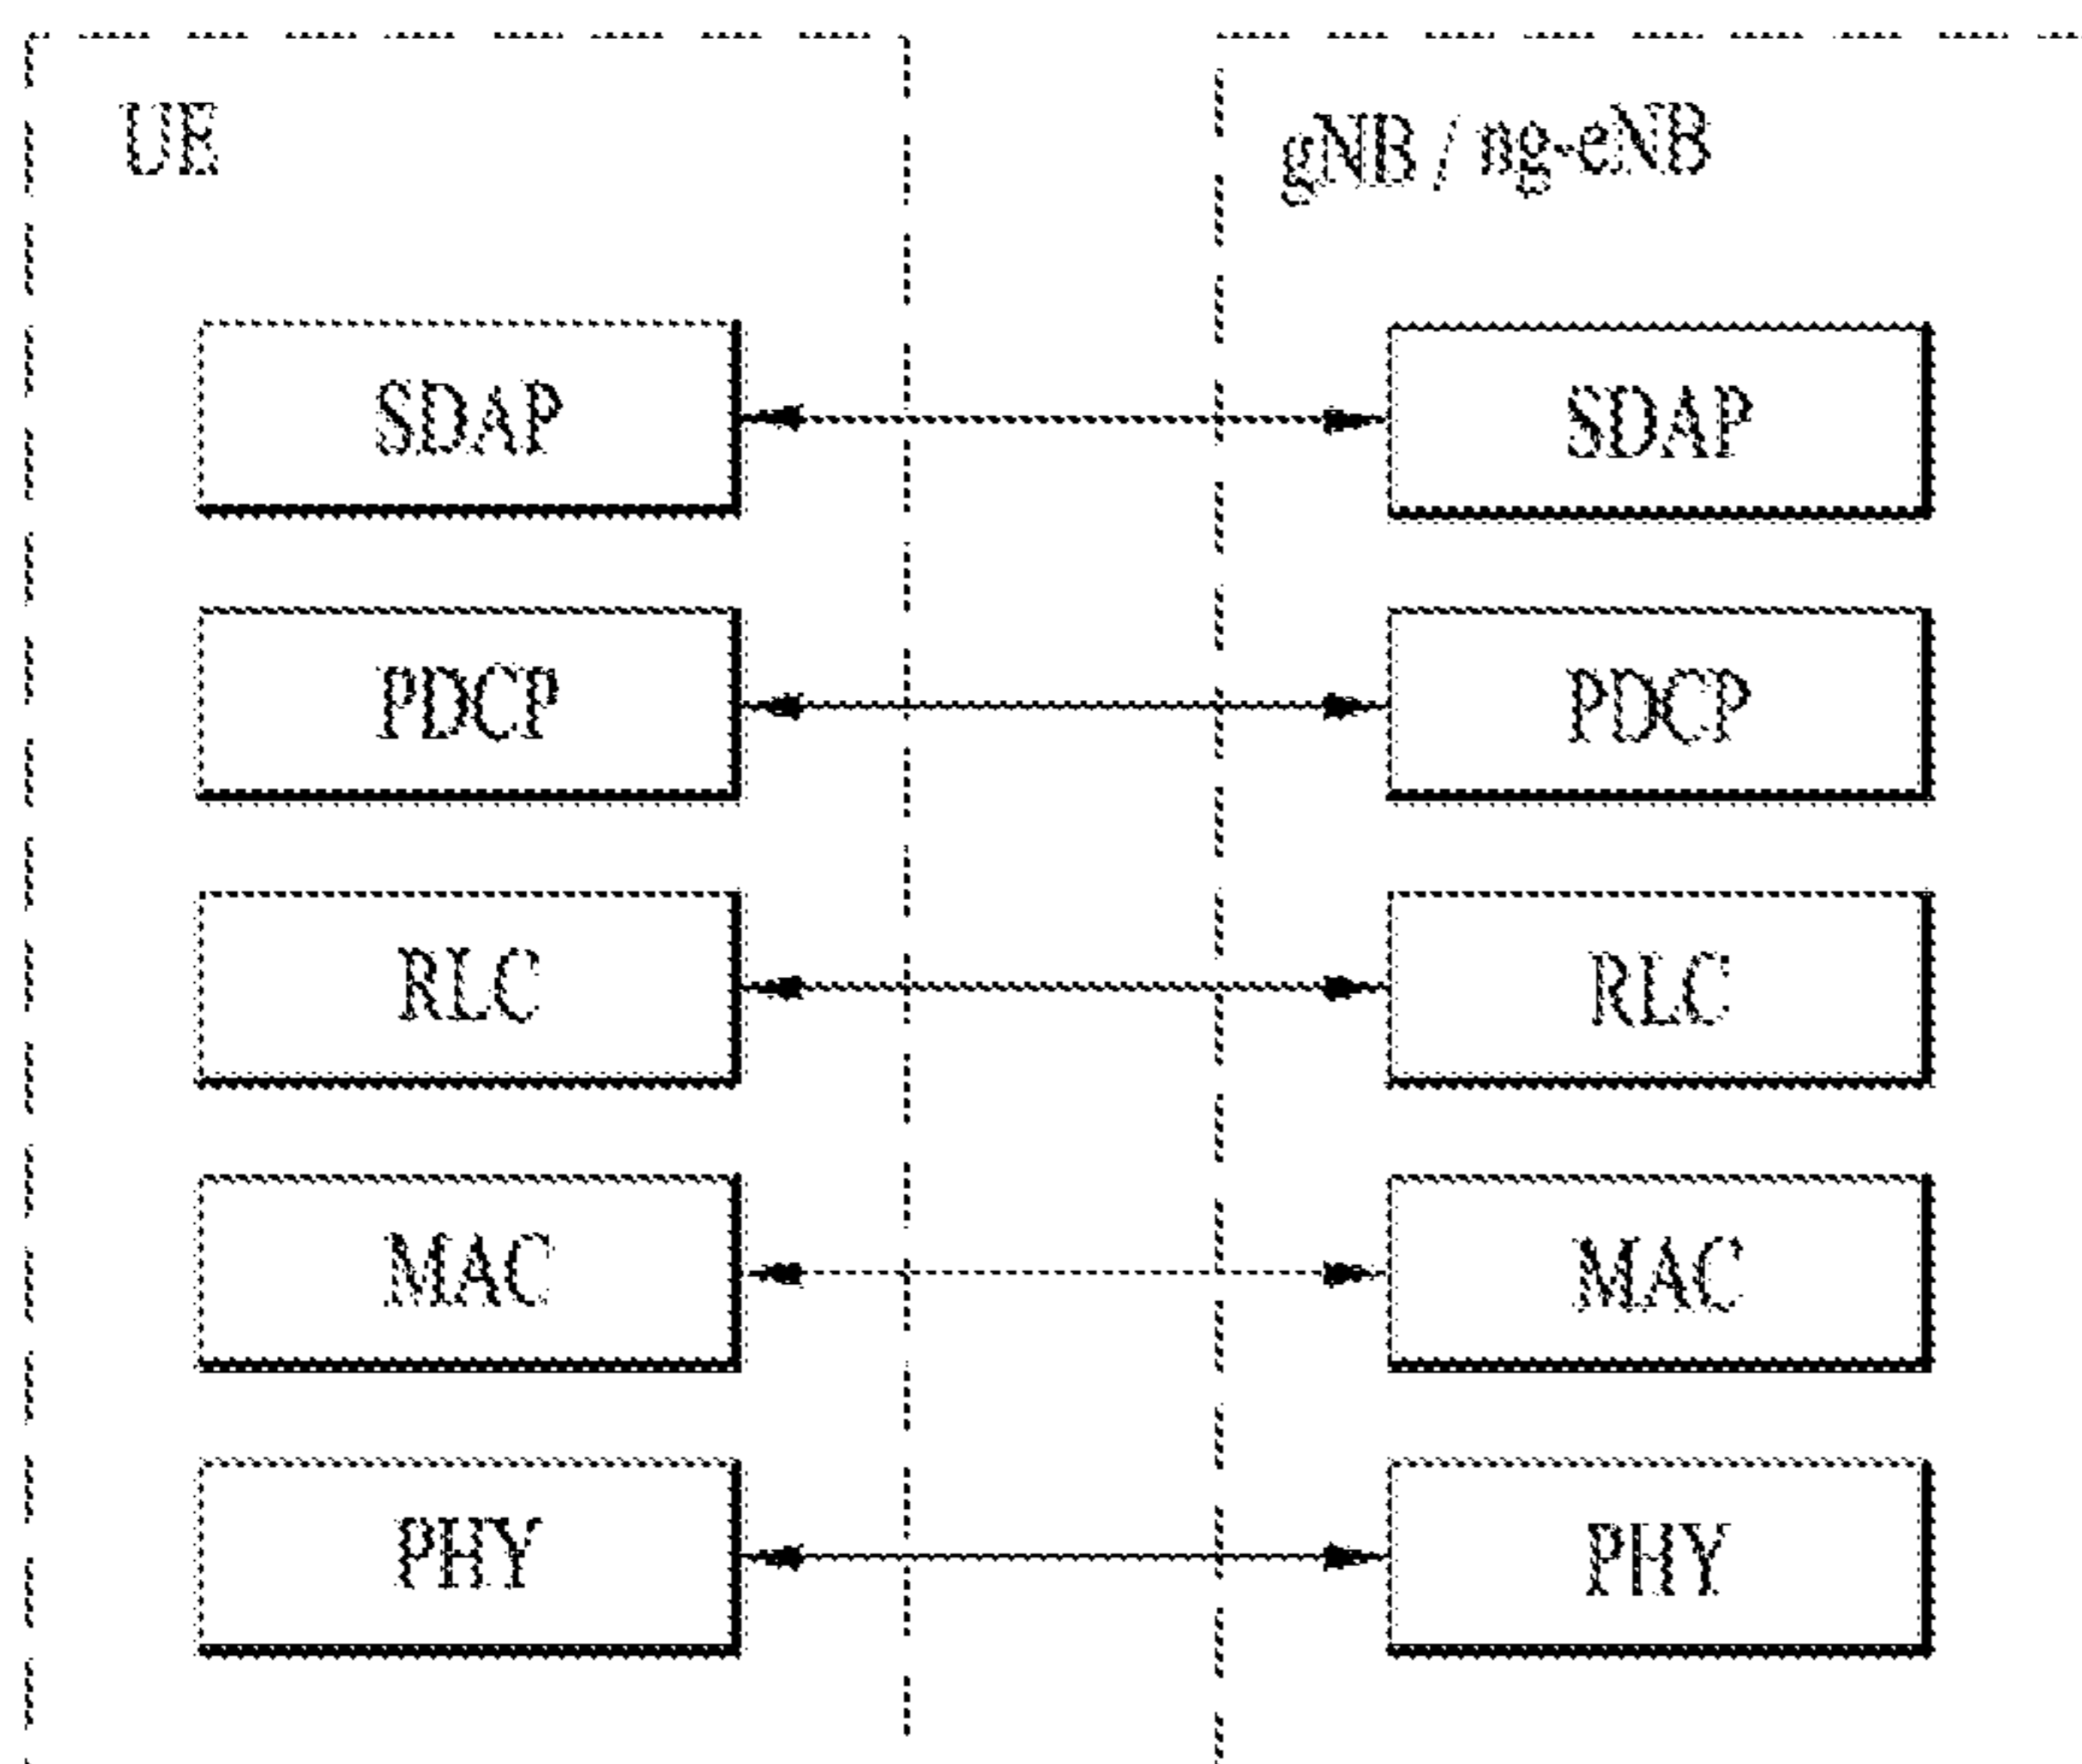 UE
gNB / ng-eNB
SDAP
SDAP
PDCP
PDCP
RLC
RLC
MAC
MAC
PHY
PHY